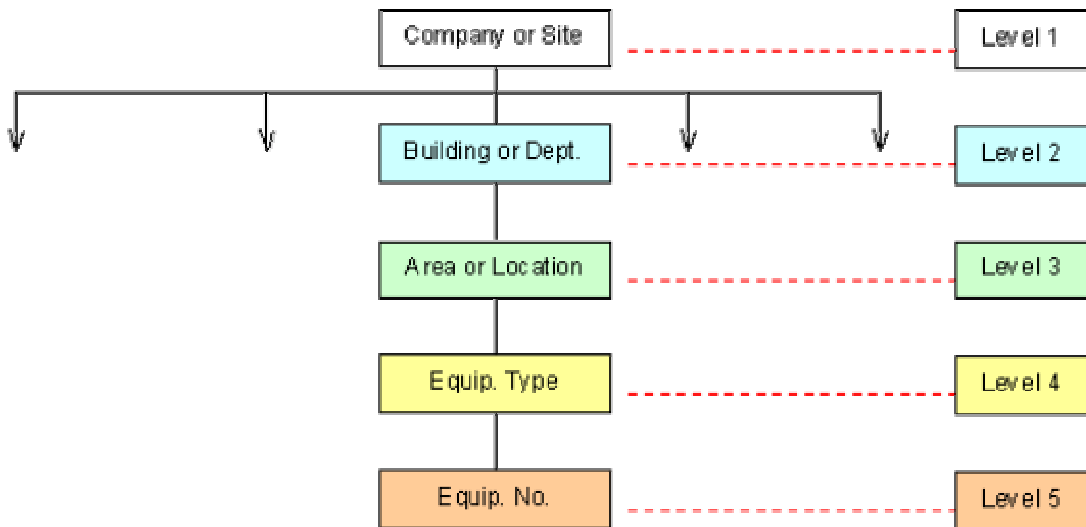 Company or Site
Level 1
Building or Dept.
Level 2
Area or Location
Level 3
Equip. Type
Level 4
Equip. No.
Level 5